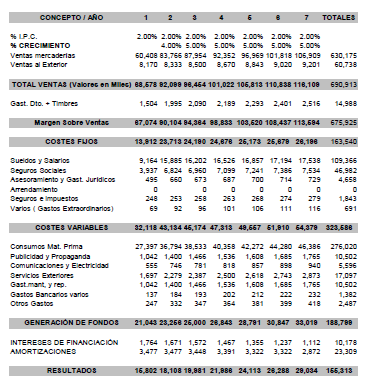 CONCEPTO / AÑO 1 2 3 4 5 6 7 TOTALES
% I.P.C. 2.00% 2.00% 2.00% 2.00% 2.00% 2.00% 2.00%
% CRECIMIENTO 4.00% 5.00% 5.00% 5.00% 5.00% 5.00%
Ventas mercaderías 60,408 83,766 87,954 92,352 96,969 101,818 106,909 630,175
Ventas al Exterior 8,170 8,333 8,500 8,670 8,843 9,020 9,201 60,738
TOTAL VENTAS (Valores en Miles) 68,578 92,099 96,454 101,022 105,813 110,838 116,109 690,913
Gast. Dto. + Timbres 1,504 1,995 2,090 2,189 2,293 2,401 2,516 14,988
Margen Sobre Ventas 67,074 90,104 94,364 98,833 103,520 108,437 113,594 675,925
COSTES FIJOS 13,912 23,713 24,190 24,676 25,173 25,679 26,196 163,540
Sueldos y Salarios 9,164 15,885 16,202 16,526 16,857 17,194 17,538 109,366
Seguros Sociales 3,937 6,824 6,960 7,099 7,241 7,386 7,534 46,982
Asesoramiento y Gast. Jurídicos 495 660 673 687 700 714 729 4,658
Arrendamiento 0 0 0 0 0 0 0 0
Seguros e Impuestos 248 253 258 263 268 274 279 1,843
Varios ( Gastos Extraordinarios) 69 92 96 101 106 111 116 691
COSTES VARIABLES 32,118 43,134 45,174 47,313 49,557 51,910 54,379 323,586
Consumos Mat. Prima 27,397 36,794 38,533 40,358 42,272 44,280 46,386 276,020
Publicidad y Propaganda 1,042 1,400 1,466 1,536 1,608 1,685 1,765 10,502
Comunicaciones y Electricidad 555 746 781 818 857 898 940 5,596
Servicios Exteriores 1,697 2,279 2,387 2,500 2,618 2,743 2,873 17,097
Gast.mant, y rep. 1,042 1,400 1,466 1,536 1,608 1,685 1,765 10,502
Gastos Bancarios varios 137 184 193 202 212 222 232 1,382
Otros Gastos 247 332 347 364 381 399 418 2,487
GENERACIÓN DE FONDOS 21,043 23,256 25,000 26,843 28,791 30,847 33,019 188,799
INTERESES DE FINANCIACIÓN 1,764 1,671 1,572 1,467 1,355 1,237 1,112 10,178
AMORTIZACIONES 3,477 3,477 3,448 3,391 3,322 3,322 2,872 23,309
RESULTADOS 15,802 18,108 19,981 21,986 24,113 26,288 29,034 155,313